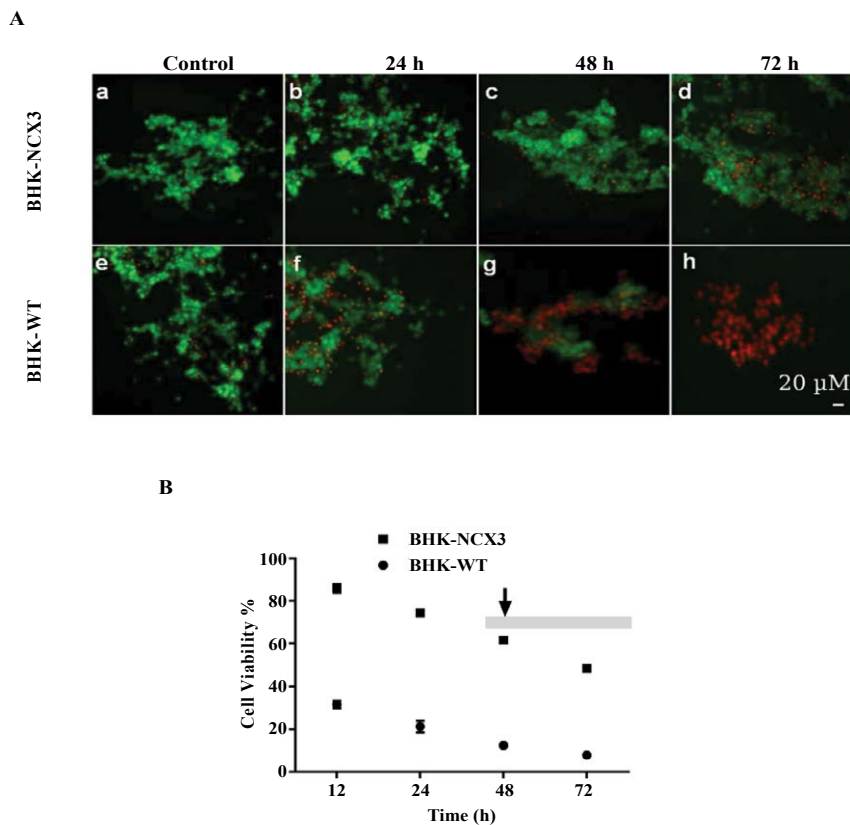 A
Control 24 h 48 h 72 h
BHK-NCX3
a b c d
BHK-WT
e f g h
20 μM
B
BHK-NCX3
BHK-WT
Cell Viability %
100
80
60
40
20
0
12 24 48 72
Time (h)